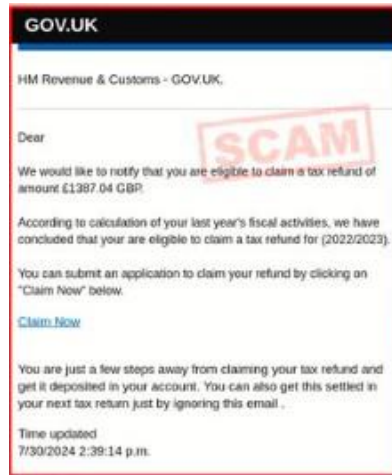 GOV.UK
HM Revenue & Customs - GOV.UK.
SCAM
Dear
We would like to notify that you are eligible to claim a tax refund of
amount £1387.04 GBP.
According to calculation of your last year's fiscal activities, we have
concluded that your are eligible to claim a tax refund for (2022/2023).
You can submit an application to claim your refund by clicking on
"Claim Now" below.
Claim Now
You are just a few steps away from claiming your tax refund and
get it deposited in your account. You can also get this settled in
your next tax return just by ignoring this email .
Time updated
7/30/2024 2:39:14 p.m.